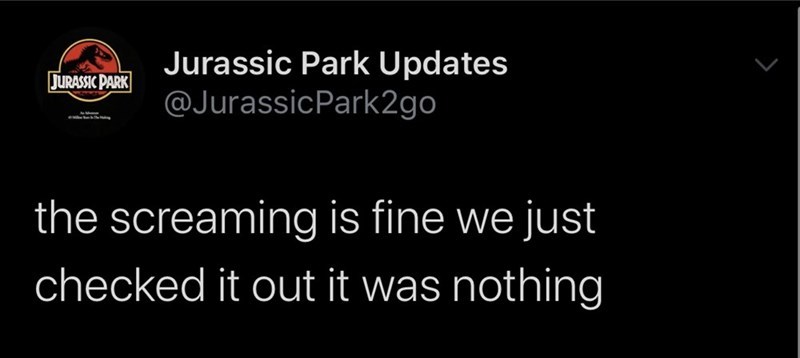 JURASSIC PARK
Jurassic Park Updates
@JurassicPark2go
the screaming is fine we just
checked it out it was nothing